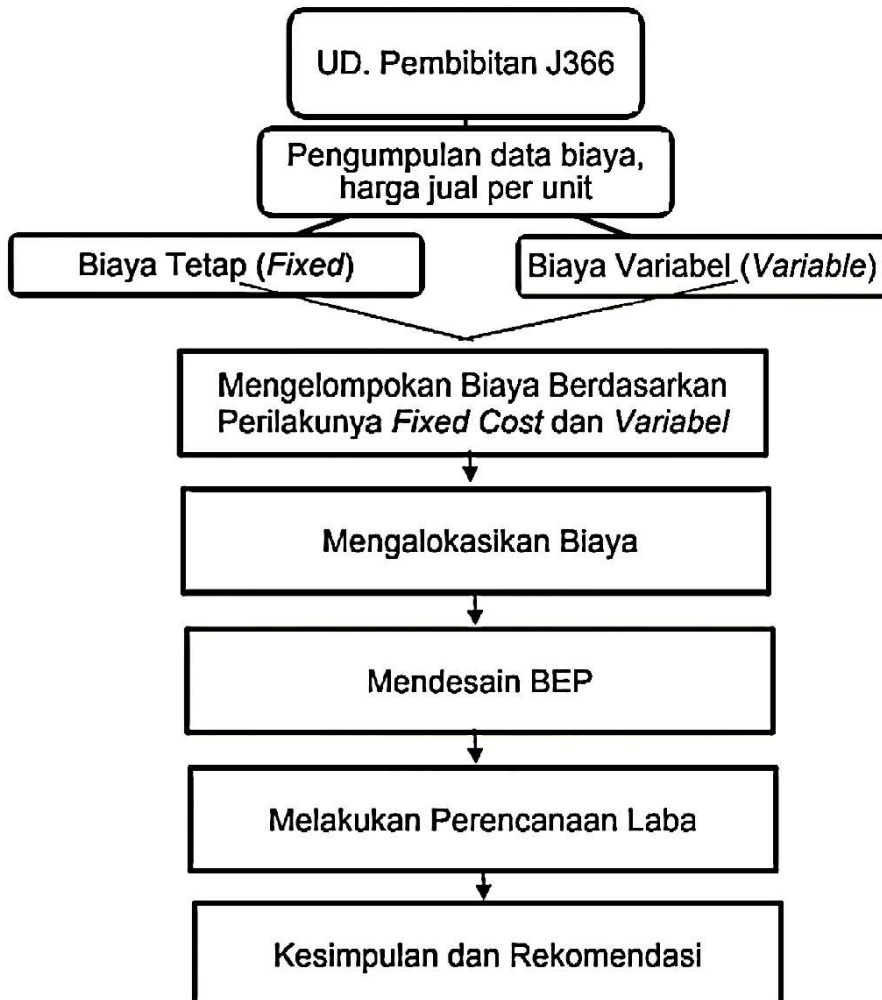 UD. Pembibitan J366
Pengumpulan data biaya,
harga jual per unit
Biaya Tetap (Fixed)
Biaya Variabel (Variable)
Mengelompokan Biaya Berdasarkan
Perilakunya Fixed Cost dan Variabel
Mengalokasikan Biaya
Mendesain BEP
Melakukan Perencanaan Laba
Kesimpulan dan Rekomendasi